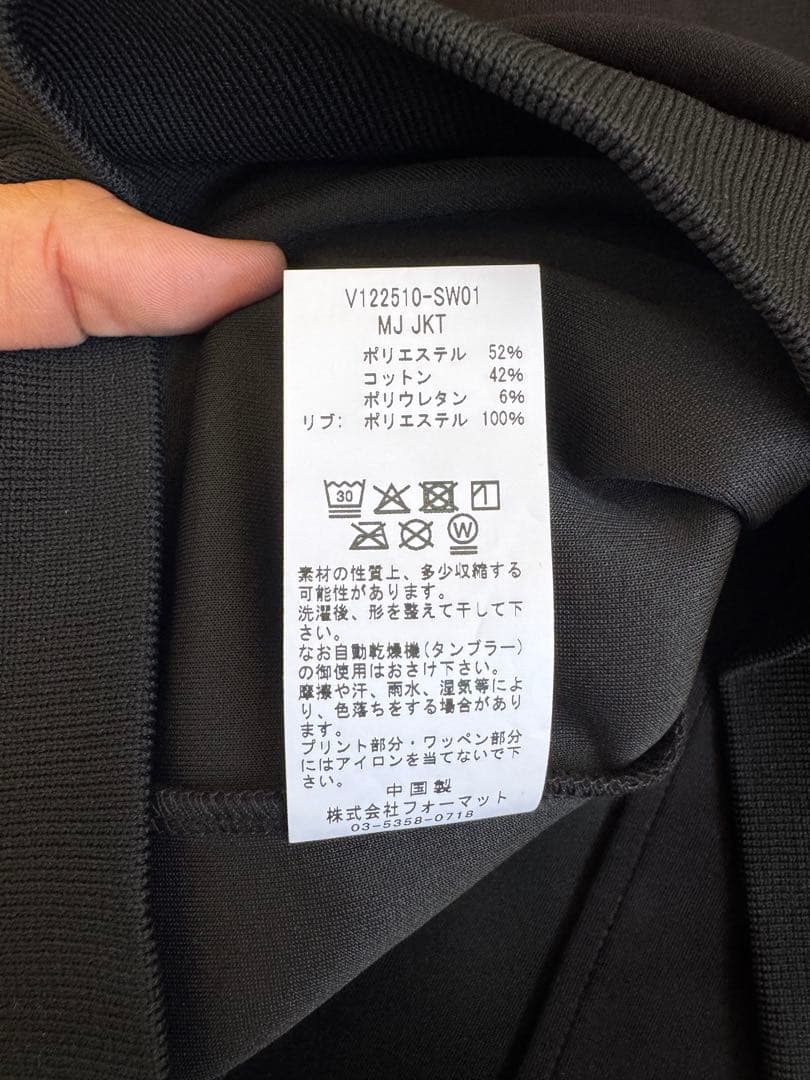 V122510-SW01
MJ JKT
ポリエステル 52%
コットン 42%
ポリウレタン 6%
リブ: ポリエステル 100%
30
W
素材の性質上、多少収縮する
可能性があります。
洗濯後、形を整えて干して下
さい。
なお自動乾燥機(タンブラー)
の御使用はおさけ下さい。
摩擦や汗、雨水、湿気等によ
り、色落ちをする場合があり
ます。
プリント部分・ワッペン部分
にはアイロンを当てないで下
さい。
中国製
株式会社フォーマット
03-5358-0718